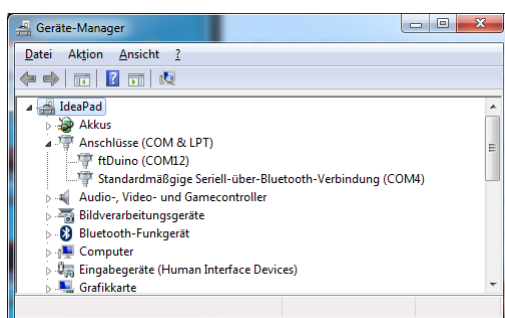 Geräte-Manager
Datei Aktion Ansicht ?
IdeaPad
Akkus
Anschlüsse (COM & LPT)
ftDuino (COM12)
Standardmäßgige Seriell-über-Bluetooth-Verbindung (COM4)
Audio-, Video- und Gamecontroller
Bildverarbeitungsgeräte
Bluetooth-Funkgerät
Computer
Eingabegeräte (Human Interface Devices)
Grafikkarte